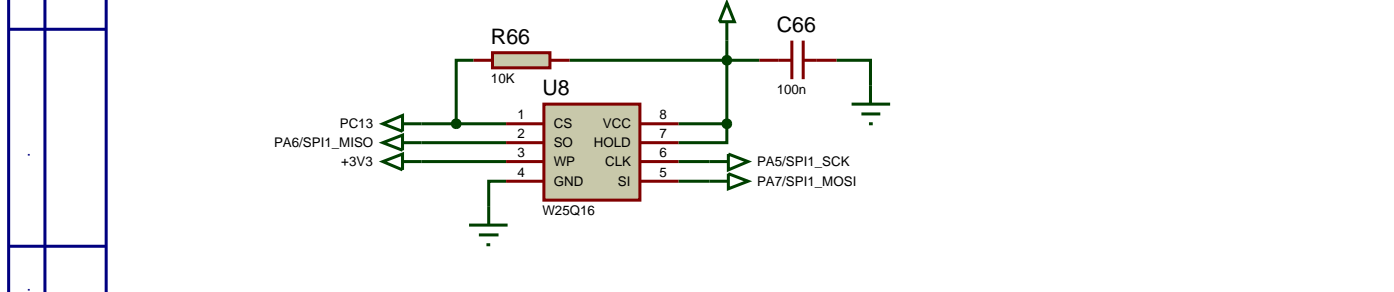 C66
R66
10K
100n
U8
PC13 1 CS VCC 8
PA6/SPI1_MISO 2 SO HOLD 7
+3V3 3 WP CLK 6 PA5/SPI1_SCK
4 GND SI 5 PA7/SPI1_MOSI
W25Q16